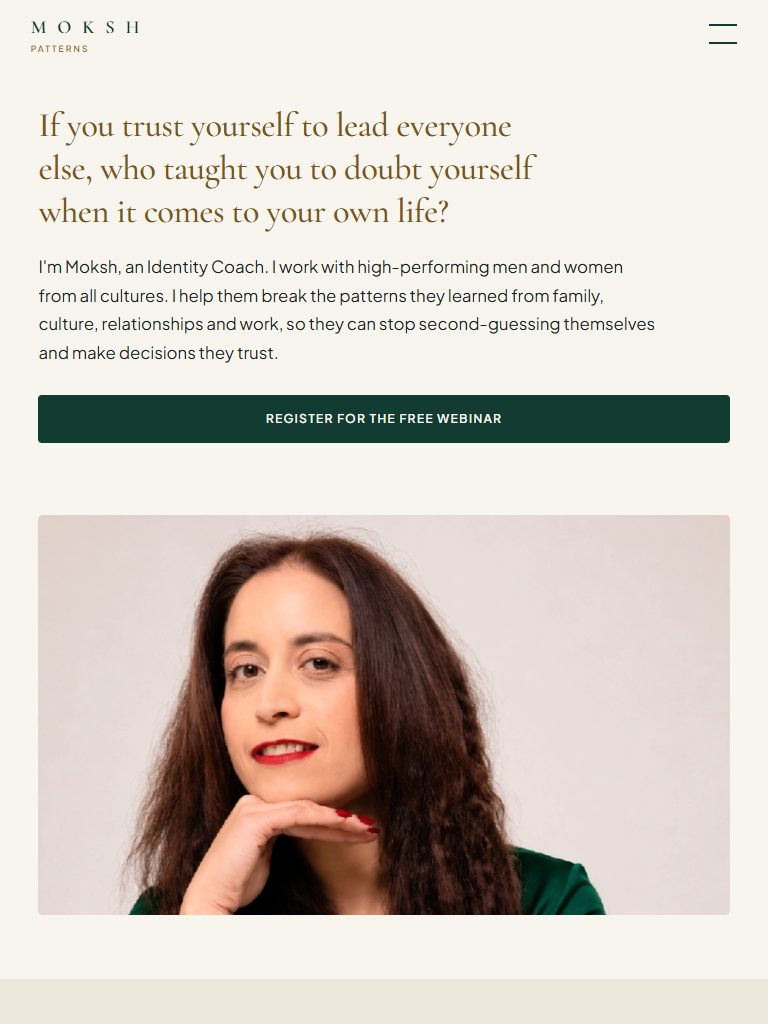 MOKSH
PATTERNS
If you trust yourself to lead everyone
else, who taught you to doubt yourself
when it comes to your own life?
I'm Moksh, an Identity Coach. I work with high-performing men and women
from all cultures. I help them break the patterns they learned from family,
culture, relationships and work, so they can stop second-guessing themselves
and make decisions they trust.
REGISTER FOR THE FREE WEBINAR